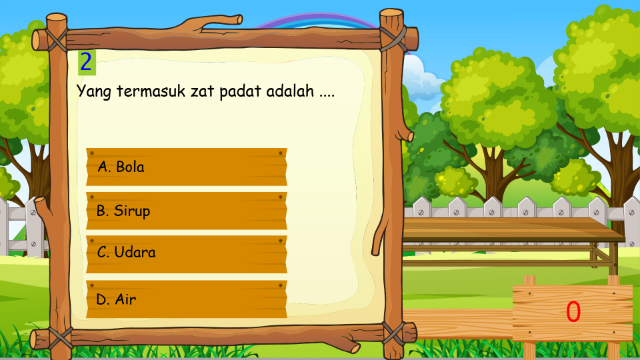 2
Yang termasuk zat padat adalah ....
A. Bola
B. Sirup
C. Udara
D. Air
0